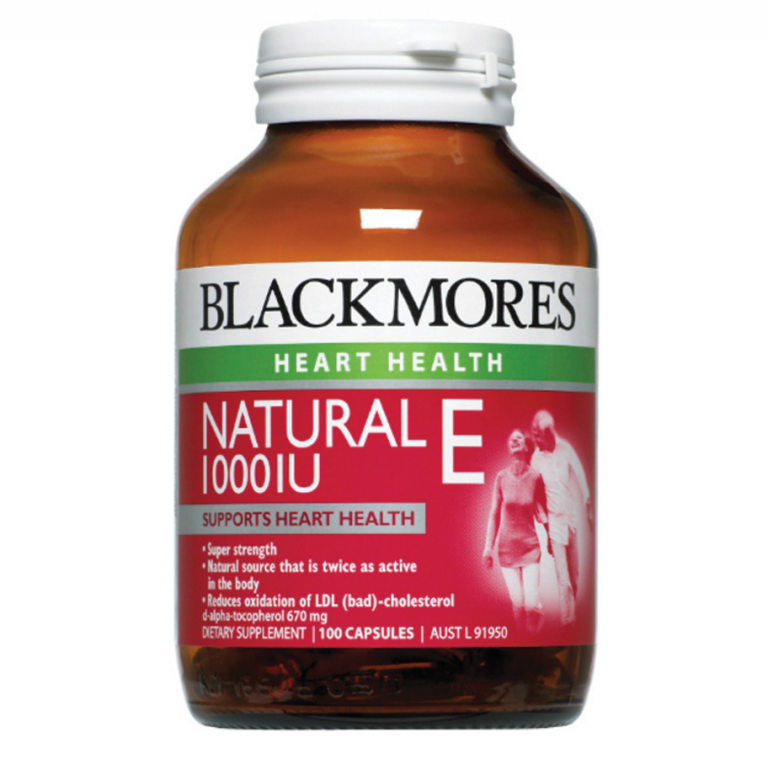 BLACKMORES
HEART HEALTH
NATURAL E
1000IU
SUPPORTS HEART HEALTH
• Super strength
• Natural source that is twice as active
in the body
• Reduces oxidation of LDL (bad)-cholesterol
d-alpha-tocopherol 670 mg
DIETARY SUPPLEMENT | 100 CAPSULES | AUST L 91950